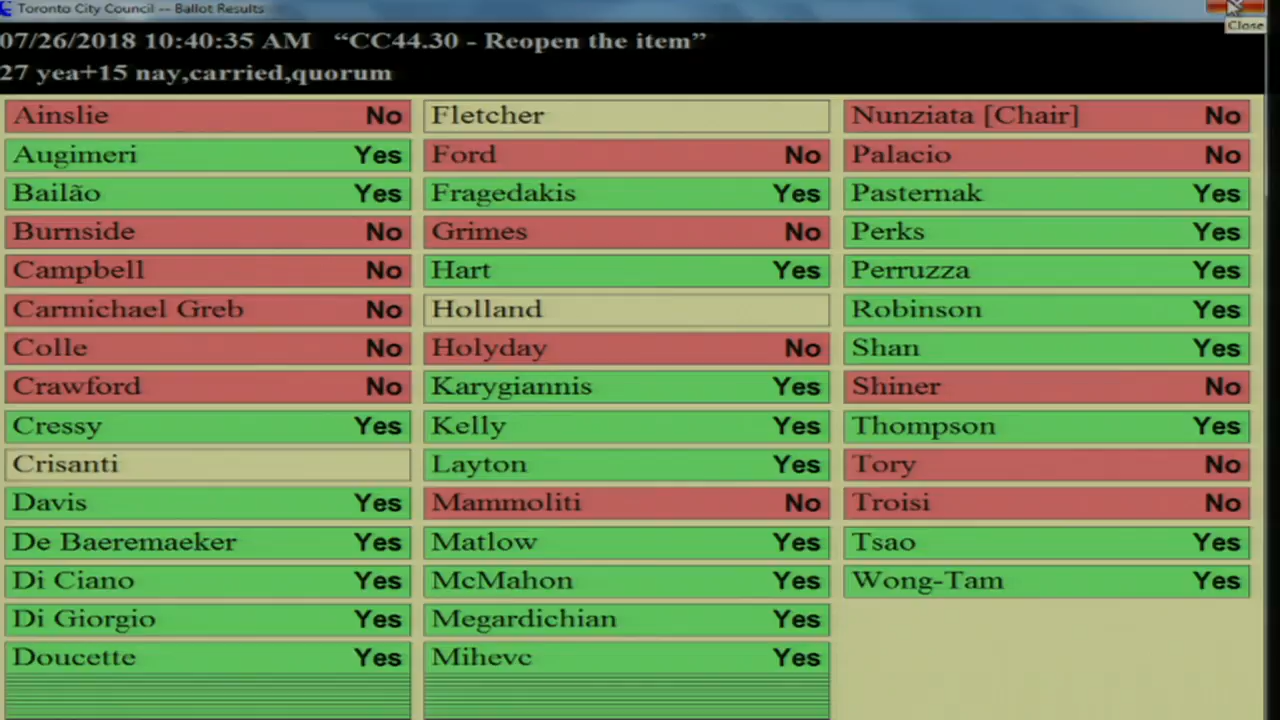 Toronto City Council -- Ballot Results
Close
07/26/2018 10:40:35 AM “CC44.30 - Reopen the item”
27 yea+15 nay,carried,quorum
Ainslie No
Augimeri Yes
Bailão Yes
Burnside No
Campbell No
Carmichael Greb No
Colle No
Crawford No
Cressy Yes
Crisanti
Davis Yes
De Baeremaeker Yes
Di Ciano Yes
Di Giorgio Yes
Doucette Yes
Fletcher
Ford No
Fragedakis Yes
Grimes No
Hart Yes
Holland
Holyday No
Karygiannis Yes
Kelly Yes
Layton Yes
Mammoliti No
Matlow Yes
McMahon Yes
Megardichian Yes
Mihevc Yes
Nunziata [Chair] No
Palacio No
Pasternak Yes
Perks Yes
Perruzza Yes
Robinson Yes
Shan Yes
Shiner No
Thompson Yes
Tory No
Troisi No
Tsao Yes
Wong-Tam Yes